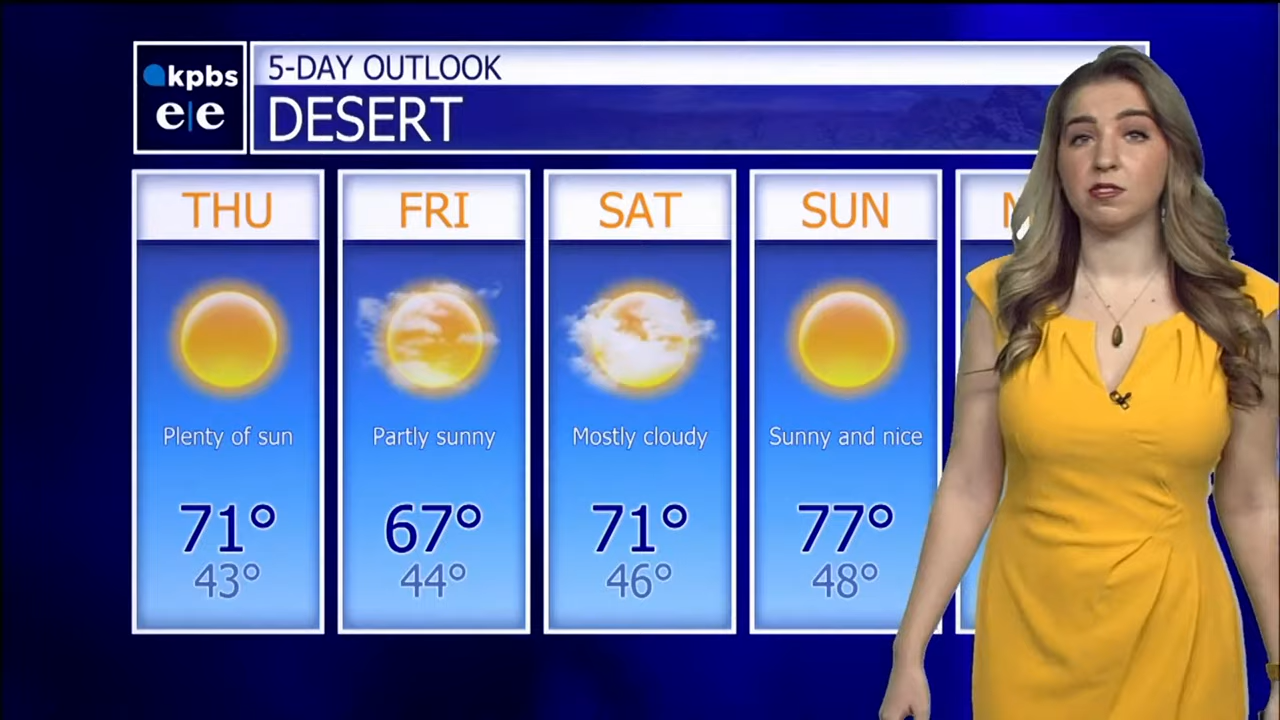 kpbs
e|e
5-DAY OUTLOOK
DESERT
THU
FRI
SAT
SUN
Plenty of sun
Partly sunny
Mostly cloudy
Sunny and nice
71°
67°
71°
77°
43°
44°
46°
48°